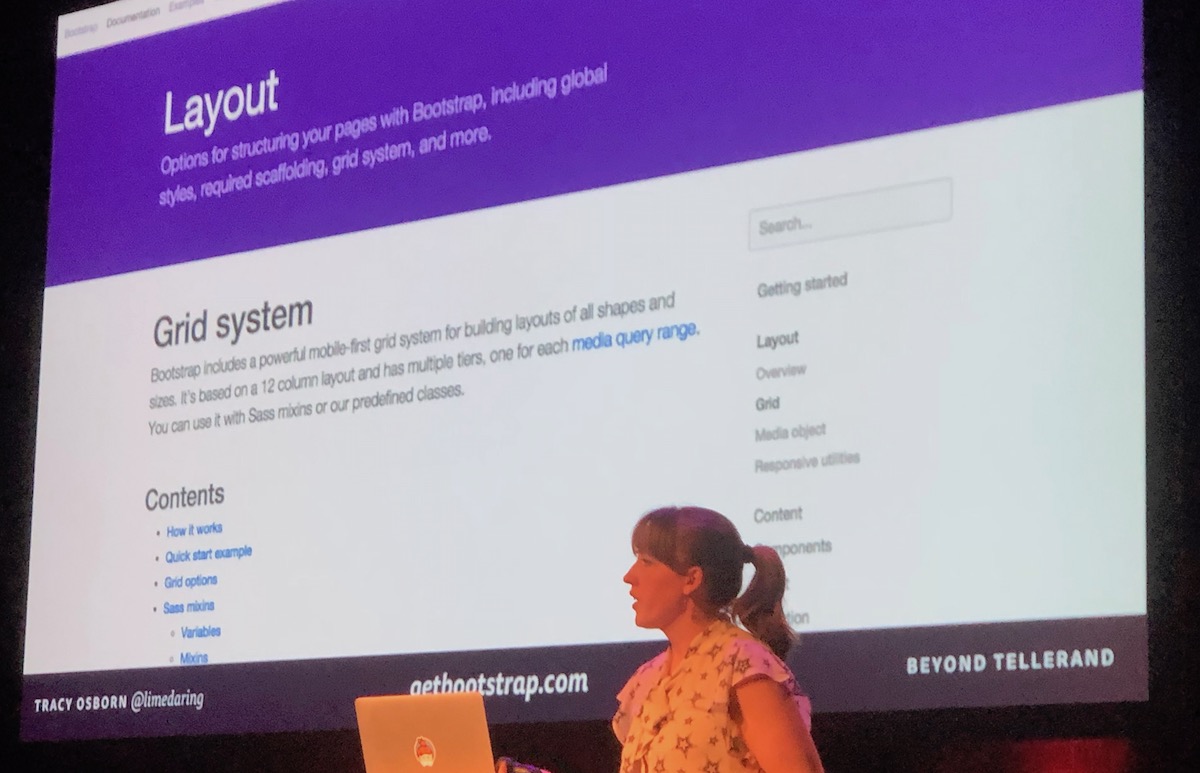 Bootstrap Documentation Examples
Layout
Options for structuring your pages with Bootstrap, including global
styles, required scaffolding, grid system, and more.
Search...
Grid system
Bootstrap includes a powerful mobile-first grid system for building layouts of all shapes and
sizes. It's based on a 12 column layout and has multiple tiers, one for each media query range.
You can use it with Sass mixins or our predefined classes.
Contents
How it works
Quick start example
Grid options
Sass mixins
Variables
Mixins
Getting started
Layout
Overview
Grid
Media object
Responsive utilities
Content
mponents
t
tion
TRACY OSBORN @limedaring
getbootstrap.com
BEYOND TELLERAND